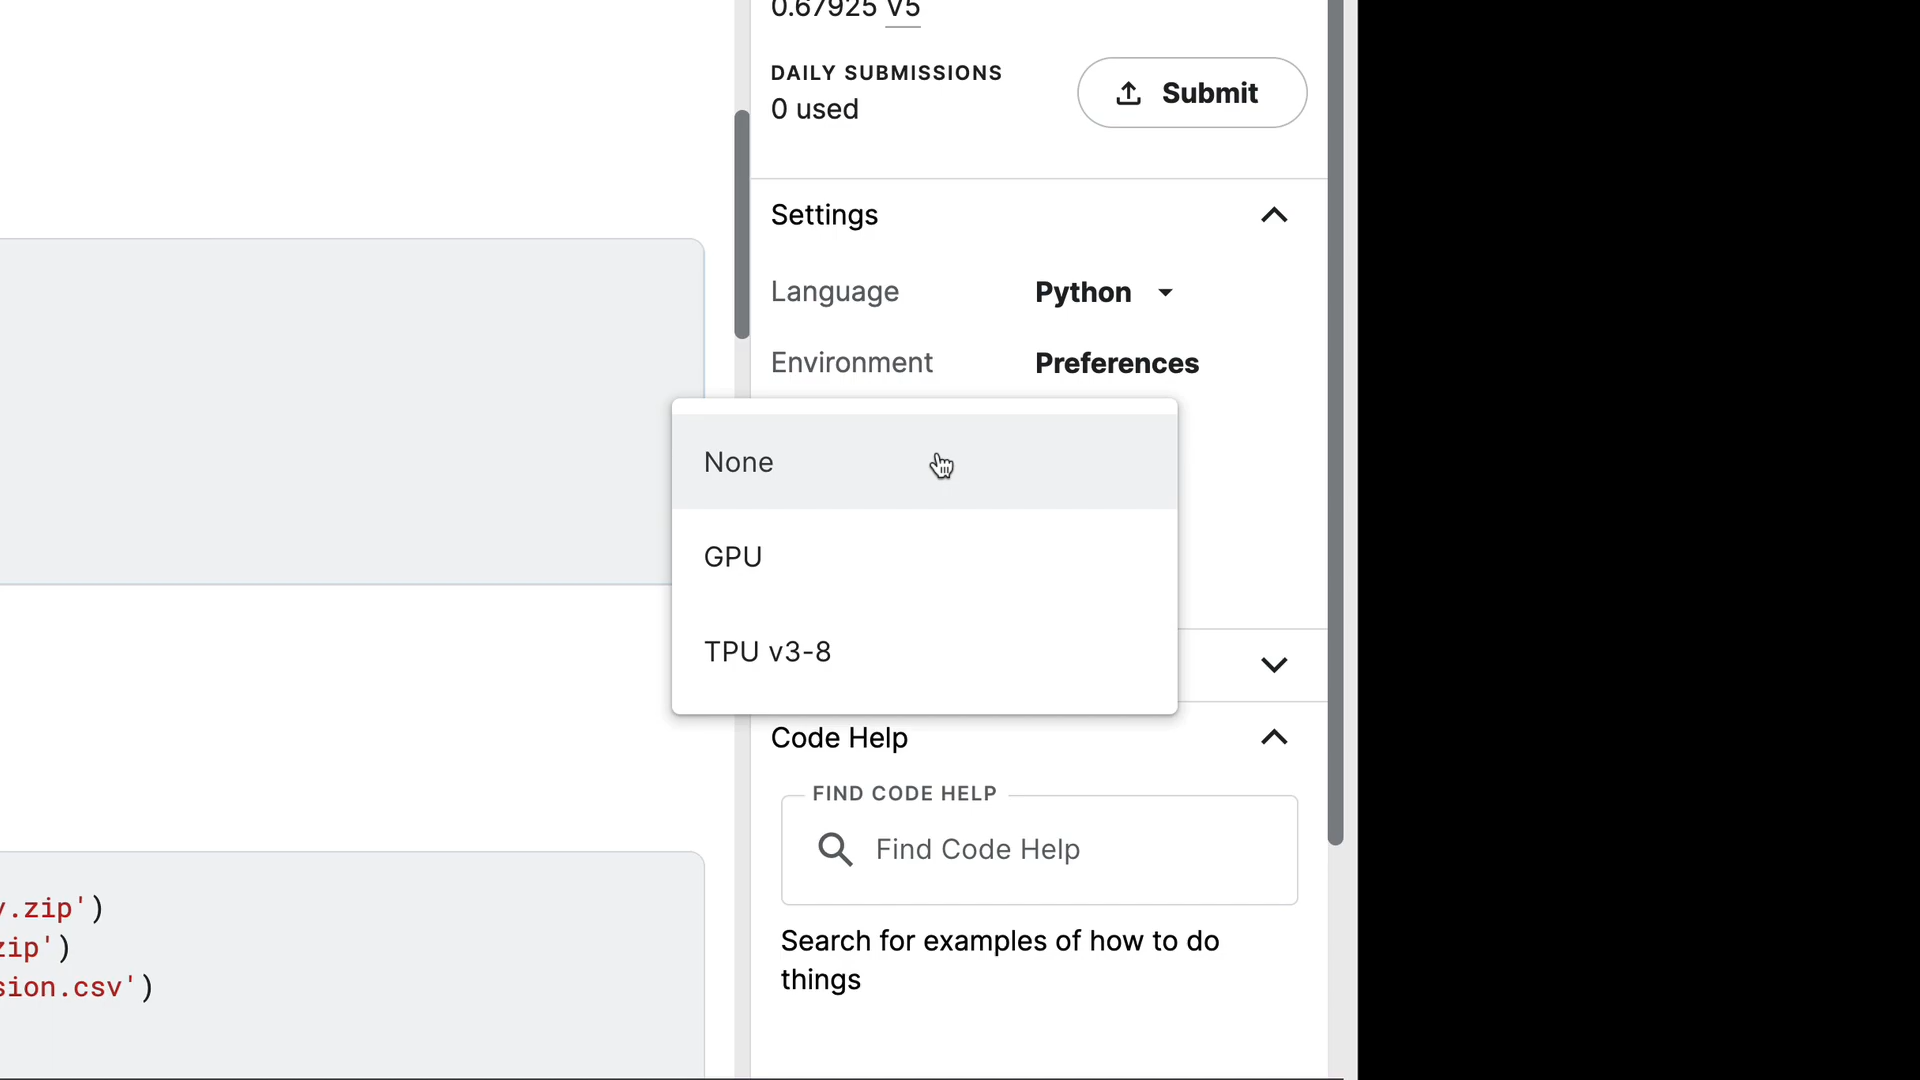 0.67925 V5
DAILY SUBMISSIONS
0 used
Submit
Settings
Language Python
Environment Preferences
None
GPU
TPU v3-8
Code Help
FIND CODE HELP
Find Code Help
Search for examples of how to do
things
.zip')
zip')
sion.csv')